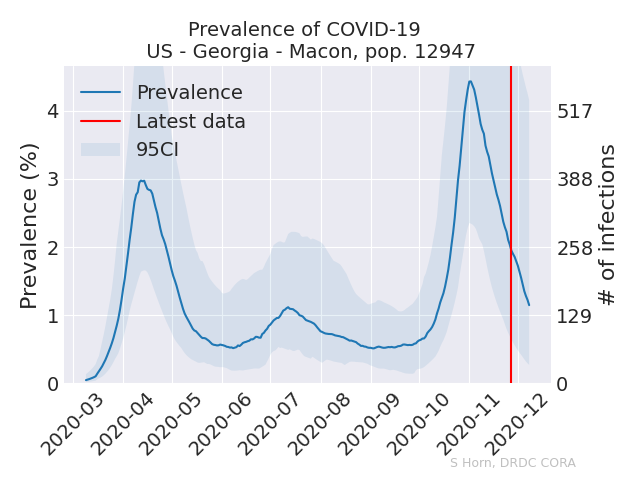 Prevalence of COVID-19
US - Georgia - Macon, pop. 12947
Prevalence
Latest data
95CI
Prevalence (%)
4
3
2
1
0
517
388
258
129
0
# of infections
2020-03
2020-04
2020-05
2020-06
2020-07
2020-08
2020-09
2020-10
2020-11
2020-12
S Horn, DRDC CORA